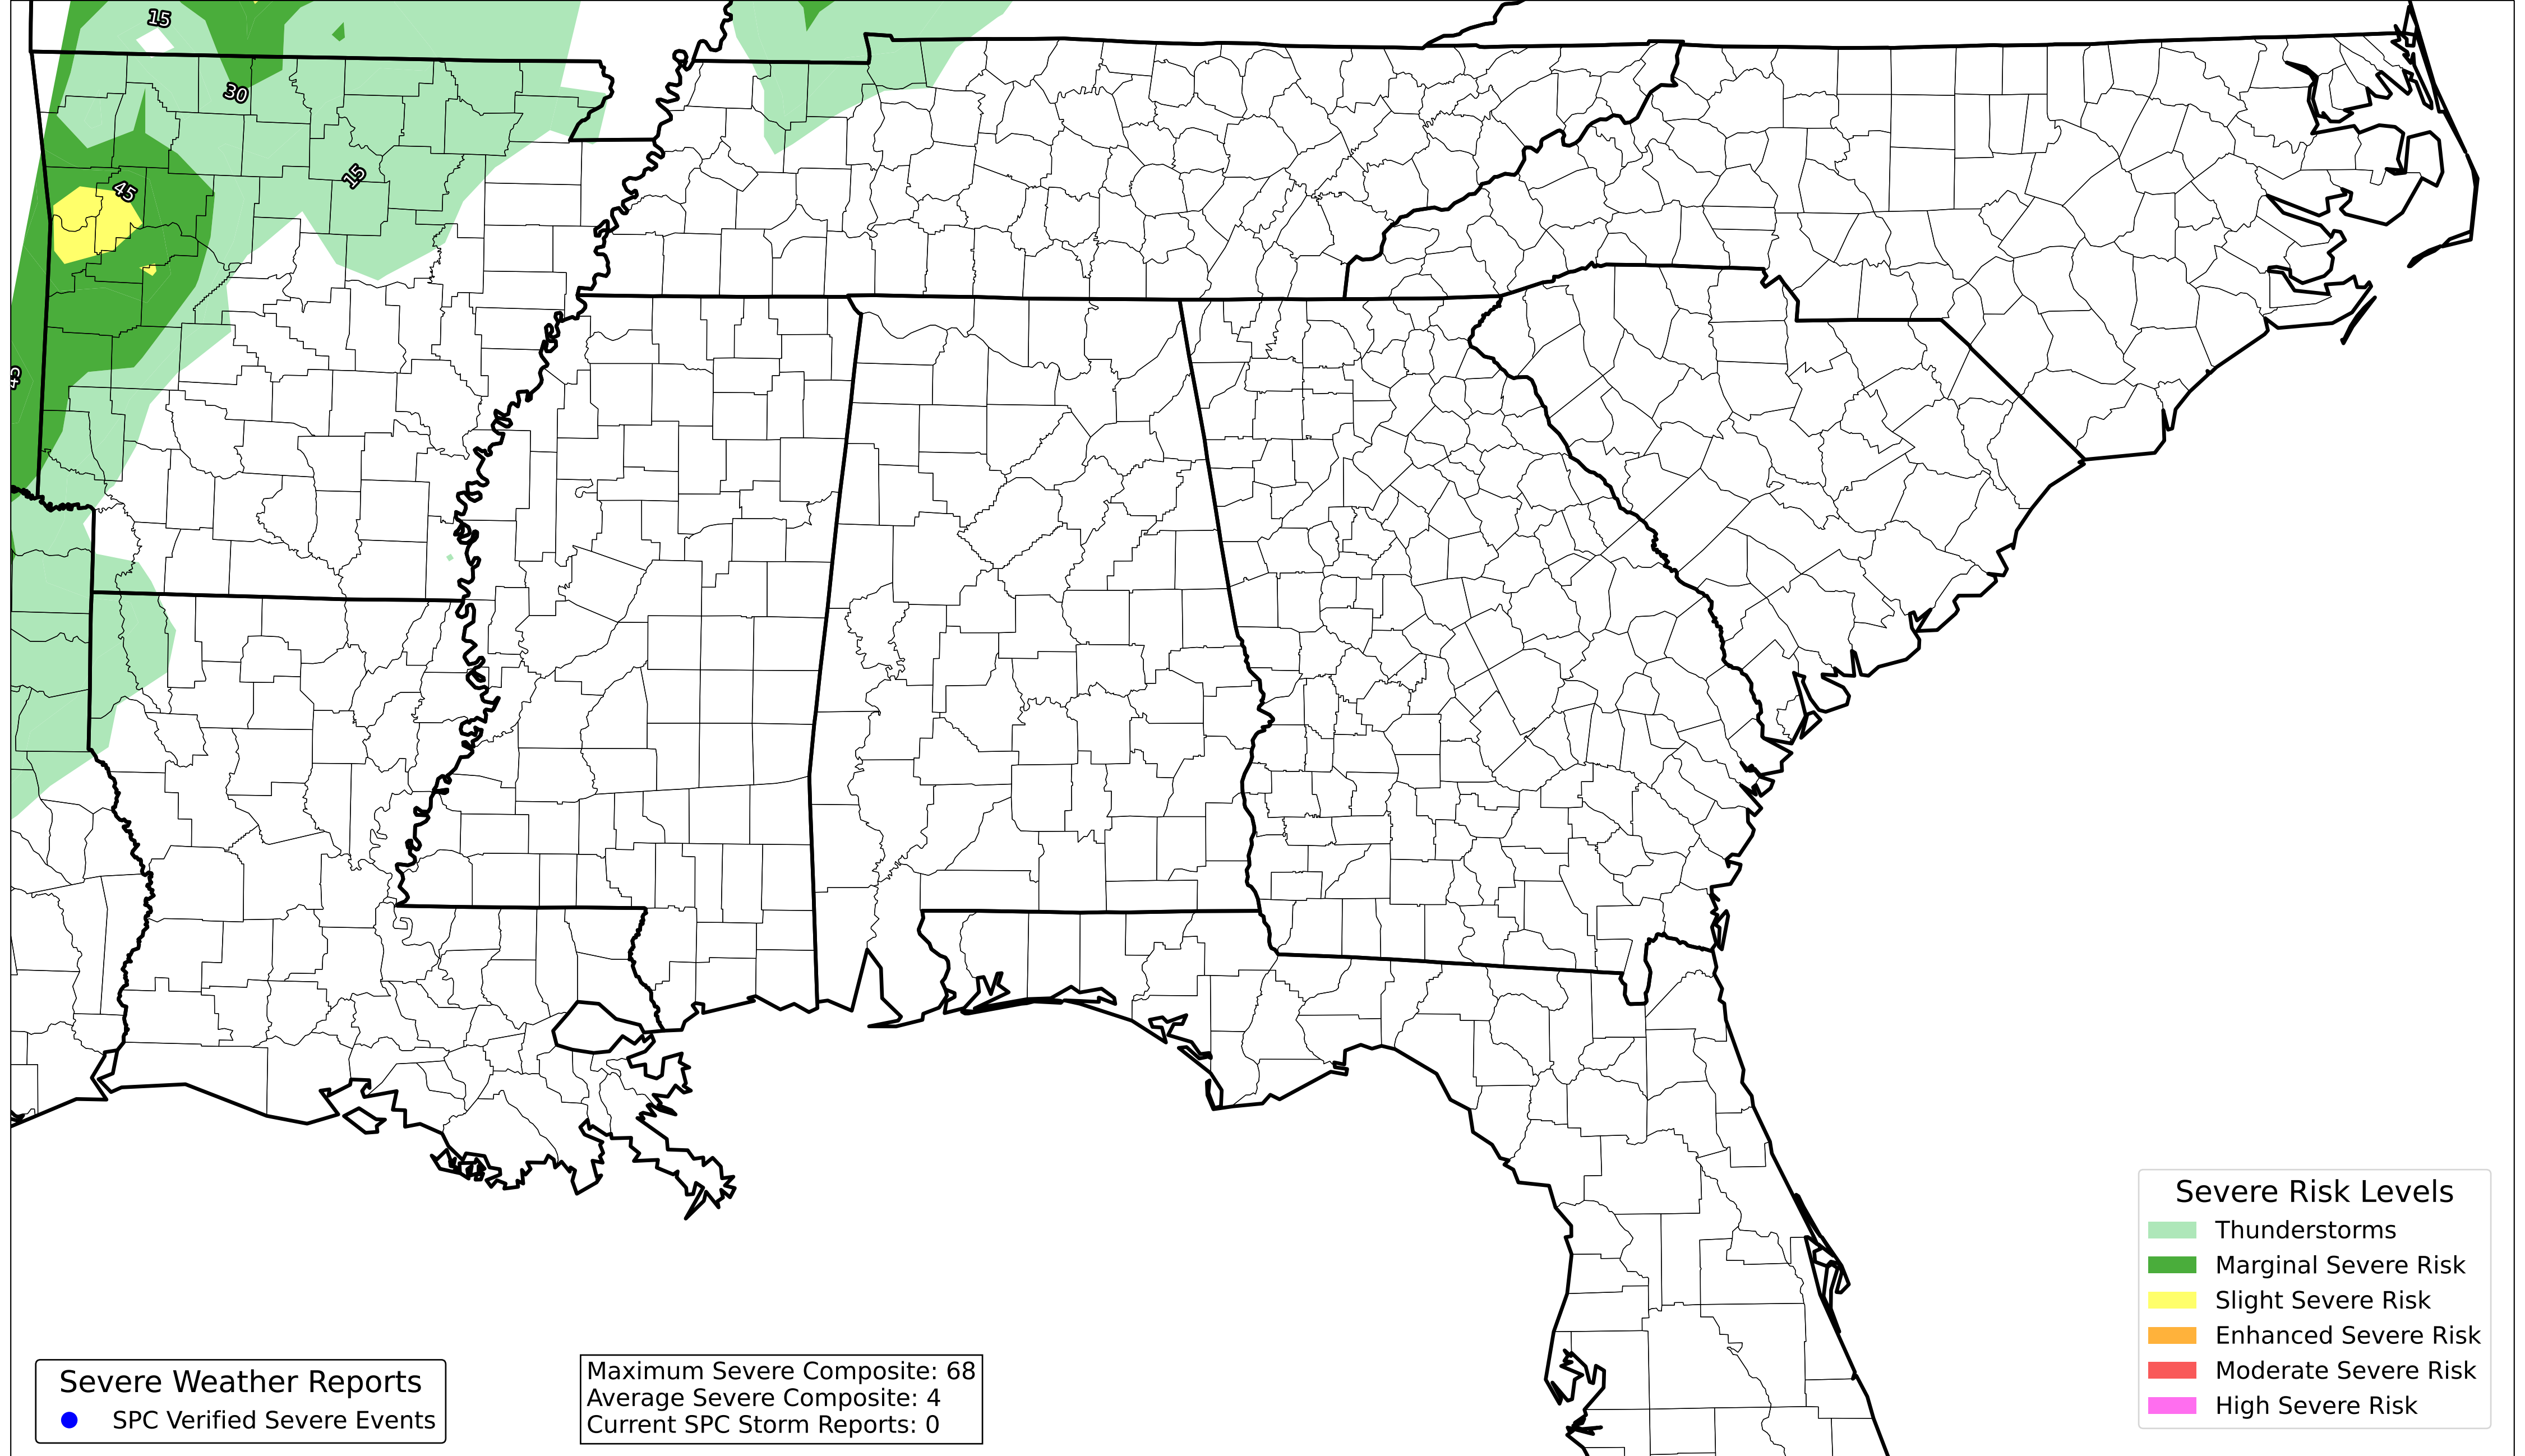 15
30
15
45
45
Severe Risk Levels
Thunderstorms
Marginal Severe Risk
Slight Severe Risk
Enhanced Severe Risk
Moderate Severe Risk
High Severe Risk
Severe Weather Reports
SPC Verified Severe Events
Maximum Severe Composite: 68
Average Severe Composite: 4
Current SPC Storm Reports: 0